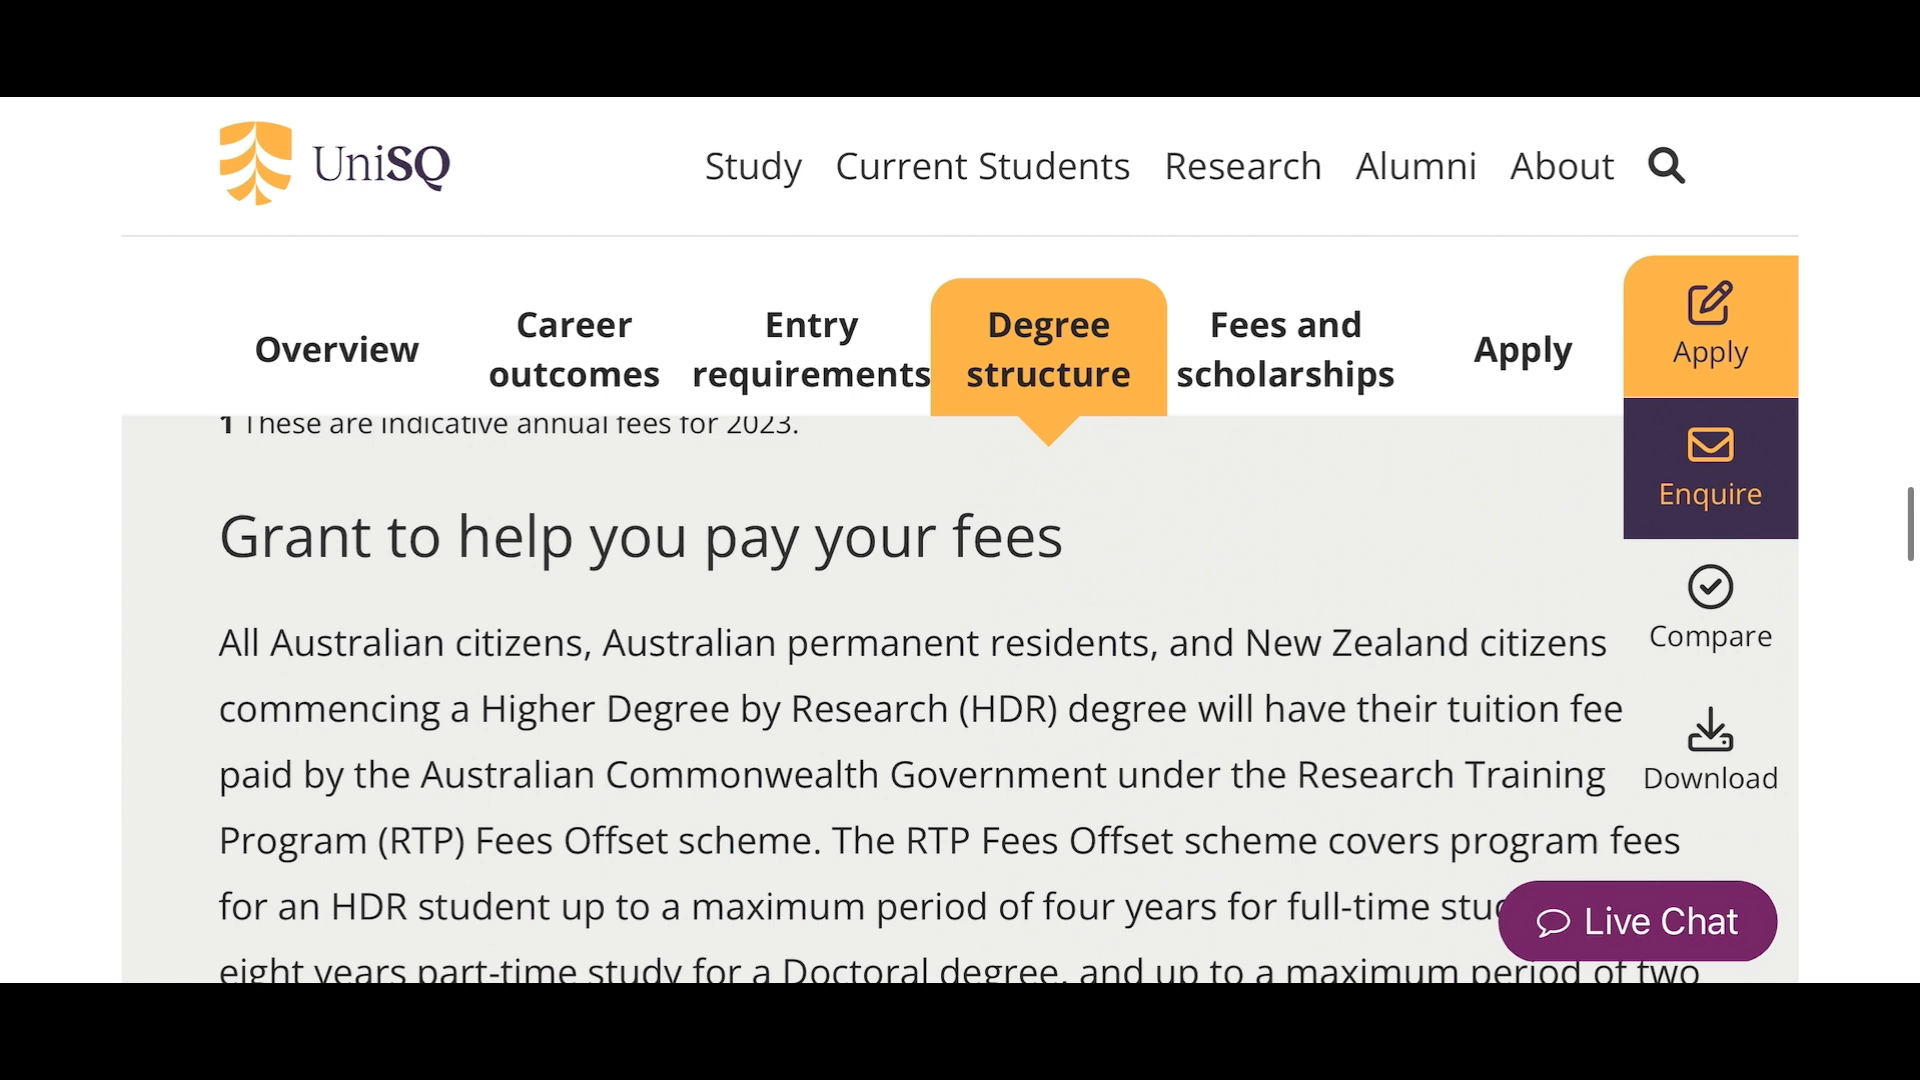 UniSQ
Study Current Students Research Alumni About
Overview
Career
outcomes
Entry
requirements
Degree
structure
Fees and
scholarships
Apply
Apply
Enquire
Compare
Download
1 These are indicative annual fees for 2023.
Grant to help you pay your fees
All Australian citizens, Australian permanent residents, and New Zealand citizens
commencing a Higher Degree by Research (HDR) degree will have their tuition fee
paid by the Australian Commonwealth Government under the Research Training
Program (RTP) Fees Offset scheme. The RTP Fees Offset scheme covers program fees
for an HDR student up to a maximum period of four years for full-time
eight years part-time study for a Doctoral degree, and up to a maximum period of two
Live Chat